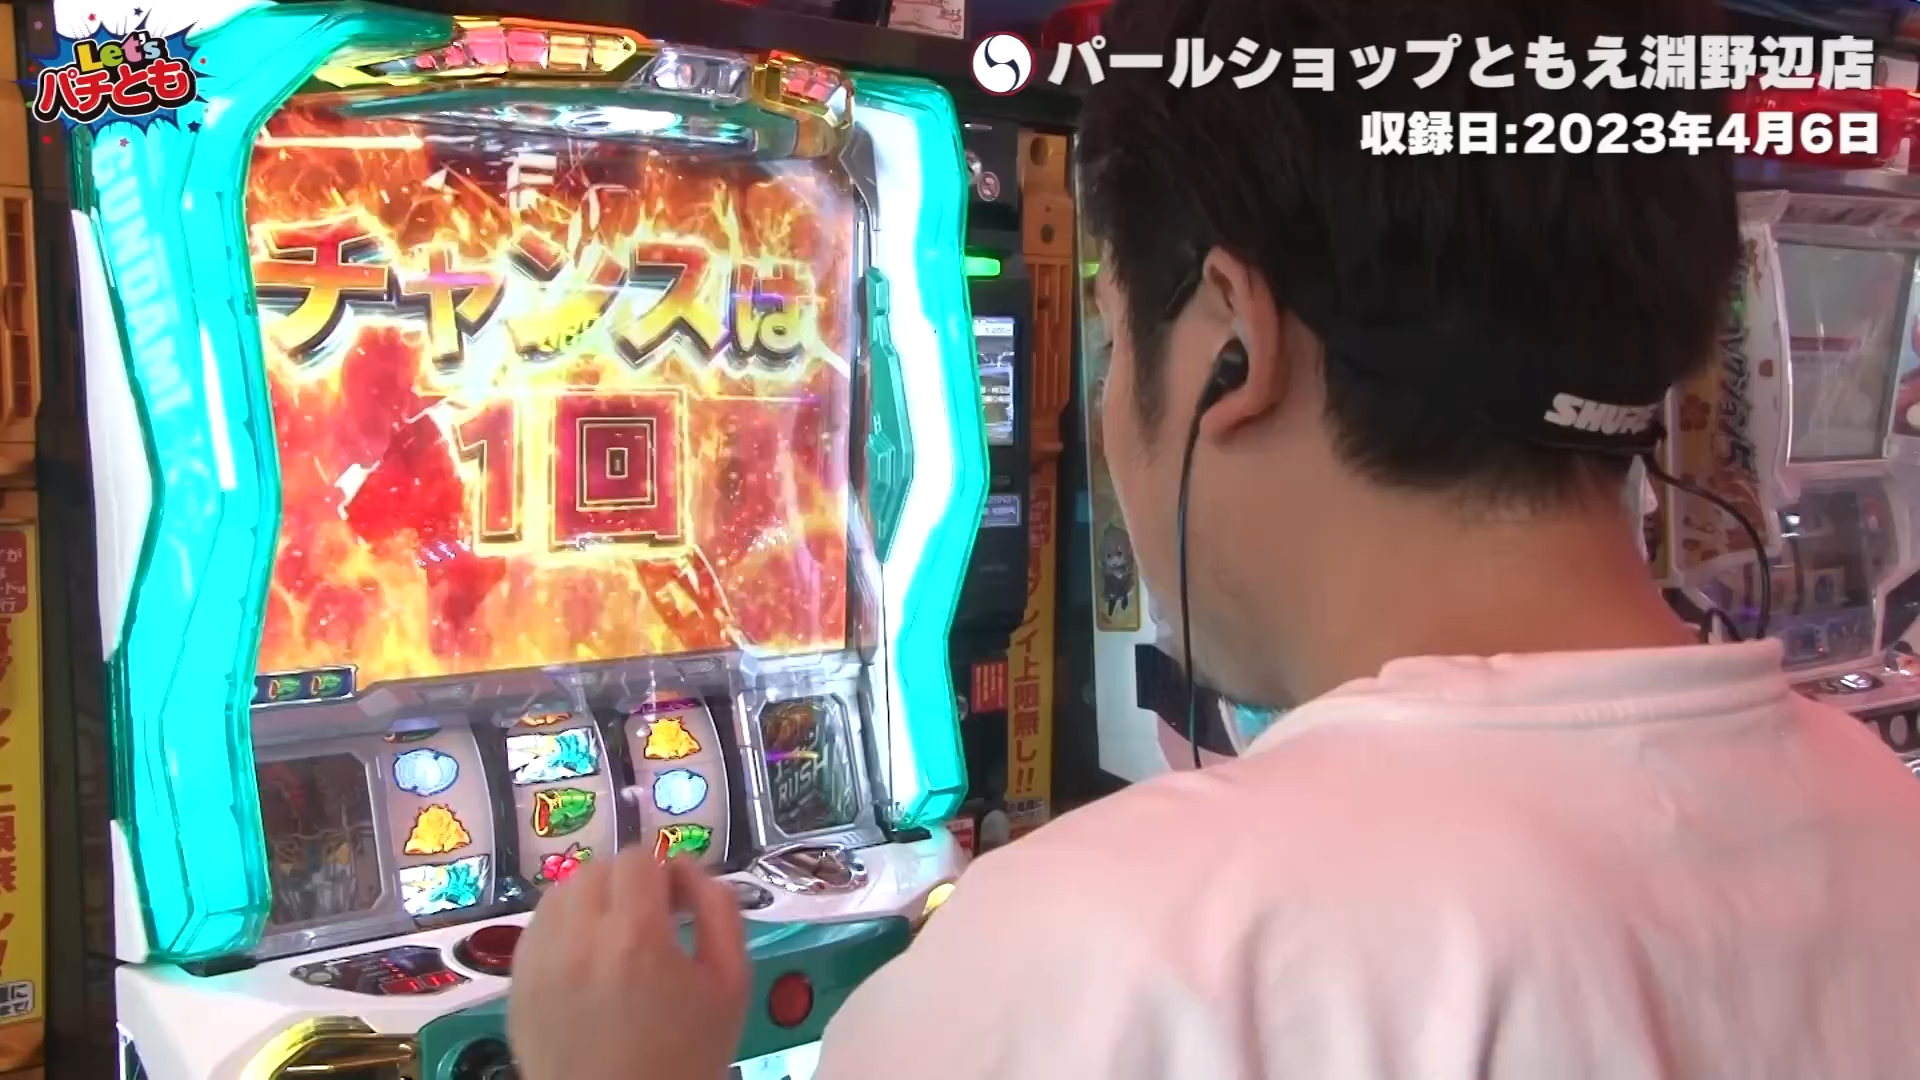 Let's
パチとも
パールショップともえ淵野辺店
収録日:2023年4月6日
GUNDAM
チャンスは
1回
SHURE
RUSH
イ上限無し!!